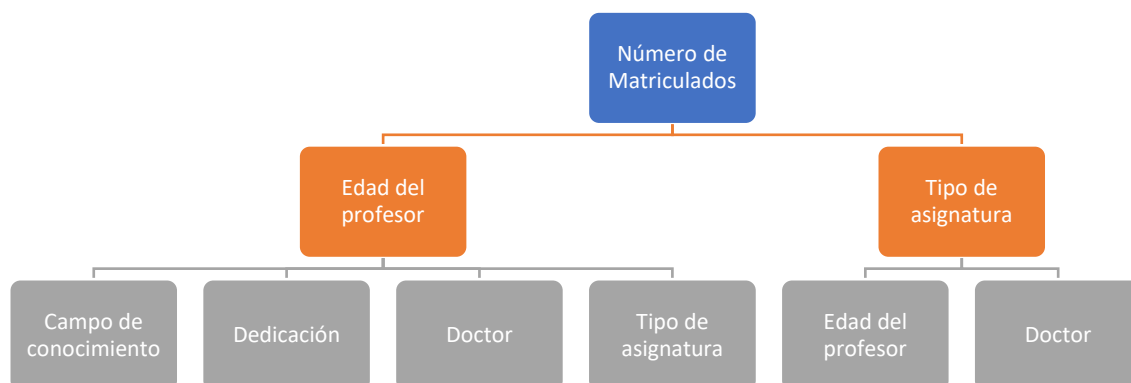 Número de
Matriculados
Edad del
profesor
Tipo de
asignatura
Campo de
conocimiento
Dedicación
Doctor
Tipo de
asignatura
Edad del
profesor
Doctor